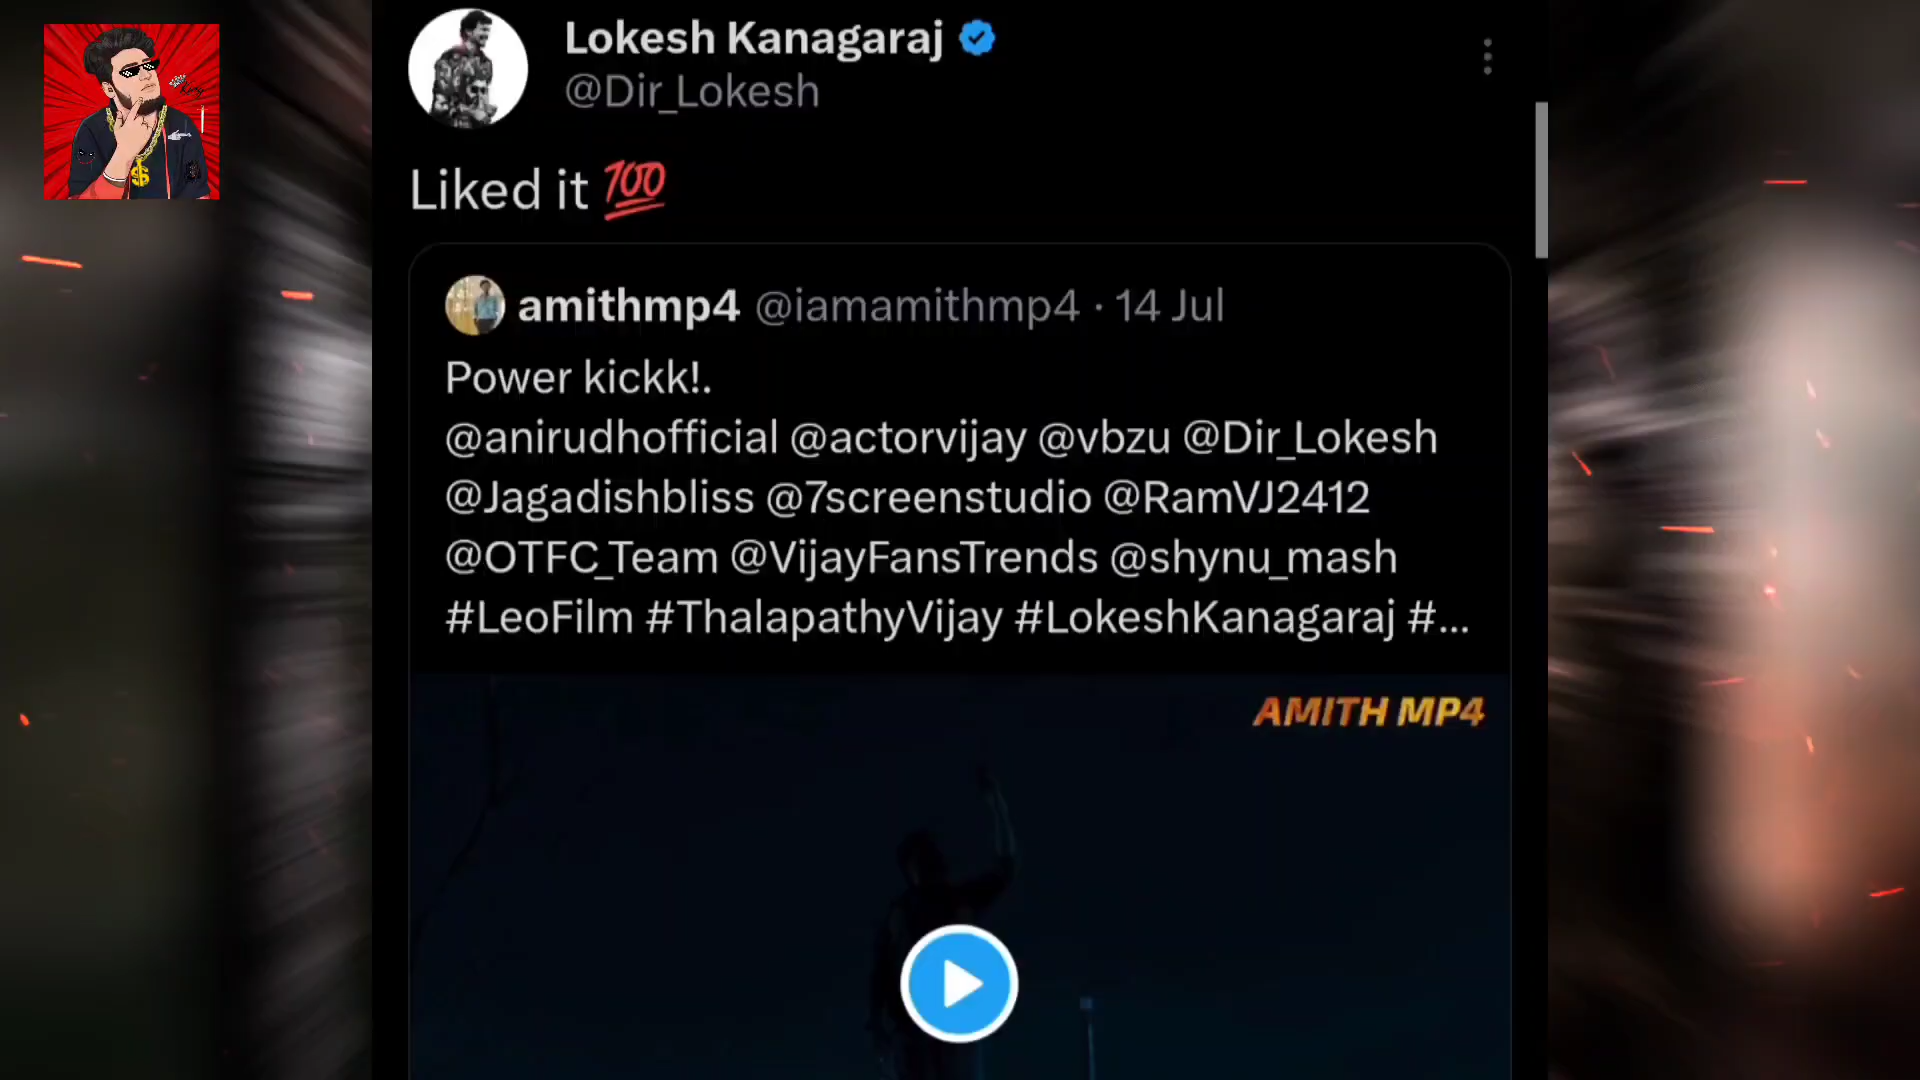 Lokesh Kanagaraj
@Dir_Lokesh
Liked it 💯
amithmp4 @iamamithmp4 · 14 Jul
Power kickk!.
@anirudhofficial @actorvijay @vbzu @Dir_Lokesh
@Jagadishbliss @7screenstudio @RamVJ2412
@OTFC_Team @VijayFansTrends @shynu_mash
#LeoFilm #ThalapathyVijay #LokeshKanagaraj #...
AMITH MP4